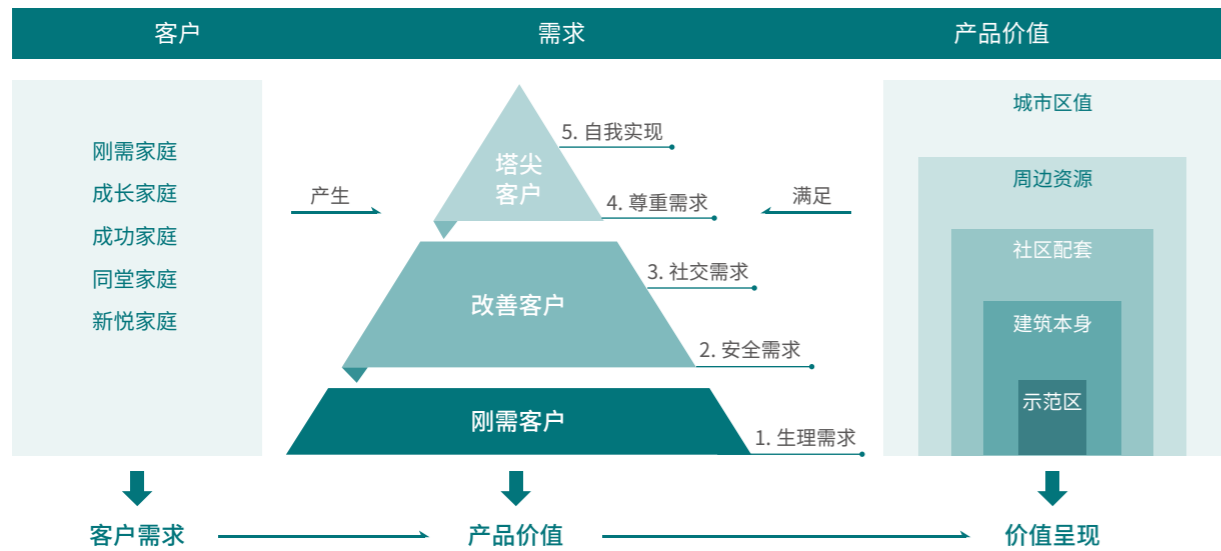 客户
需求
产品价值
刚需家庭
成长家庭
成功家庭
同堂家庭
新悦家庭
产生
塔尖
客户
改善客户
刚需客户
5. 自我实现
4. 尊重需求
3. 社交需求
2. 安全需求
1. 生理需求
满足
城市区值
周边资源
社区配套
建筑本身
示范区
客户需求
产品价值
价值呈现